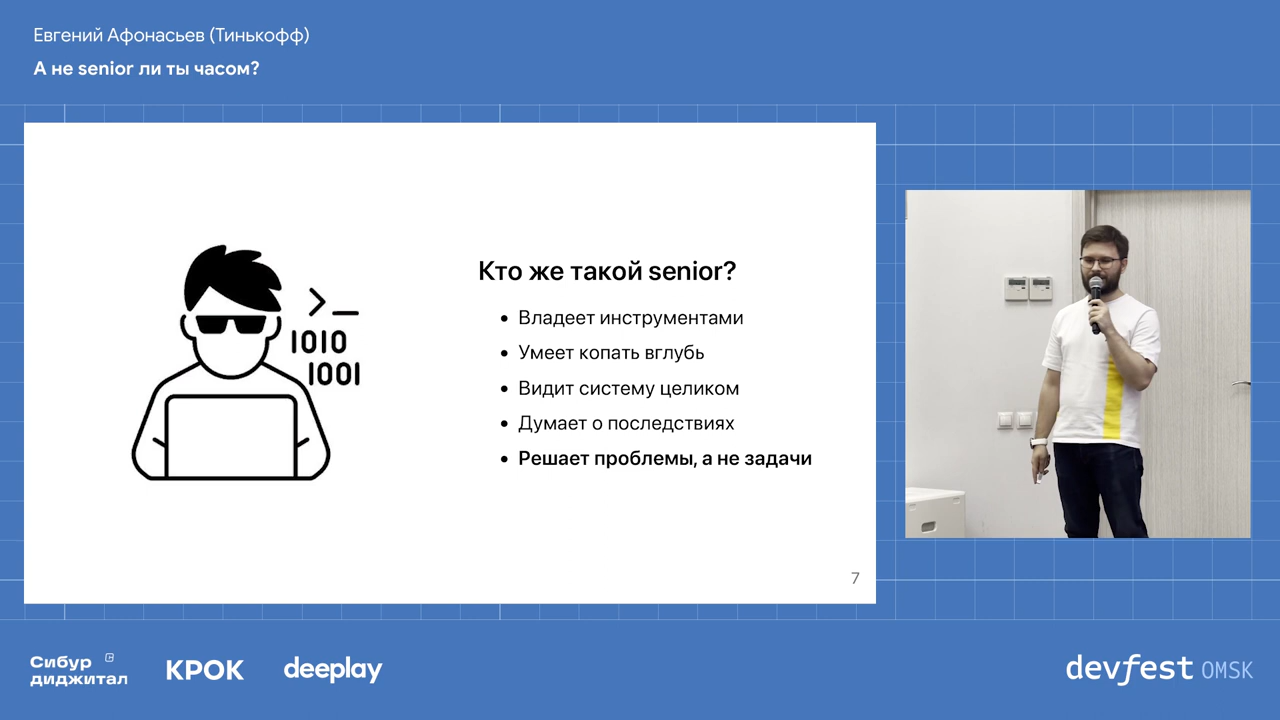 Евгений Афонасьев (Тинькофф)
А не senior ли ты часом?
>_
1010
1001
Кто же такой senior?
• Владеет инструментами
• Умеет копать вглубь
• Видит систему целиком
• Думает о последствиях
• Решает проблемы, а не задачи
7
Сибур
диджитал
КРОК
deeplay
devfest OMSK